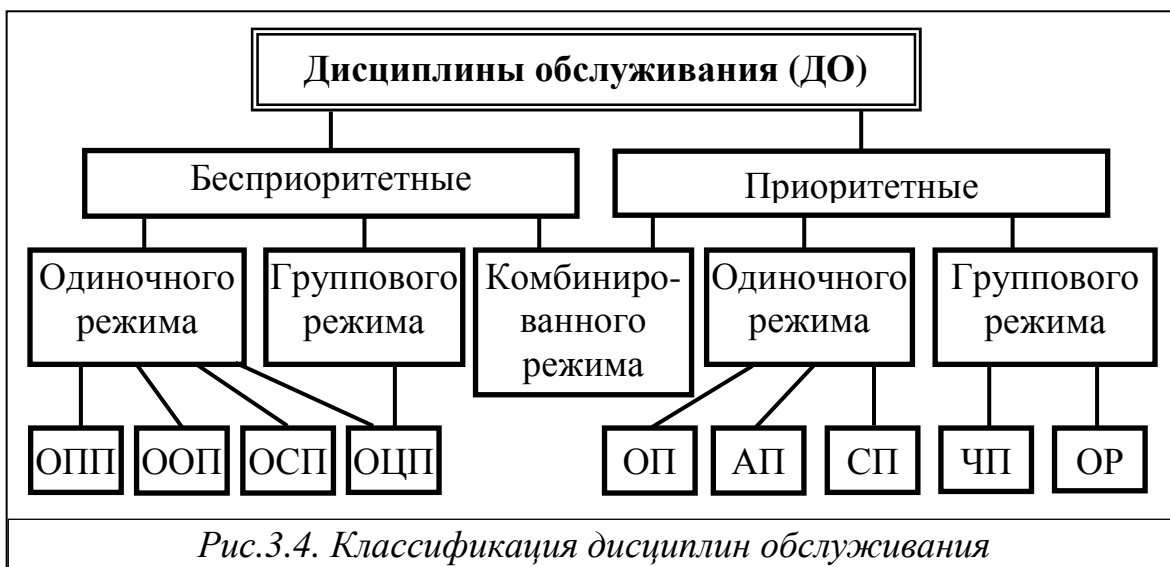 Дисциплины обслуживания (ДО)
Бесприоритетные
Приоритетные
Одиночного
режима
Группового
режима
Комбиниро-
ванного
режима
Одиночного
режима
Группового
режима
ОПП
ООП
ОСП
ОЦП
ОП
АП
СП
ЧП
ОР
Рис.3.4. Классификация дисциплин обслуживания